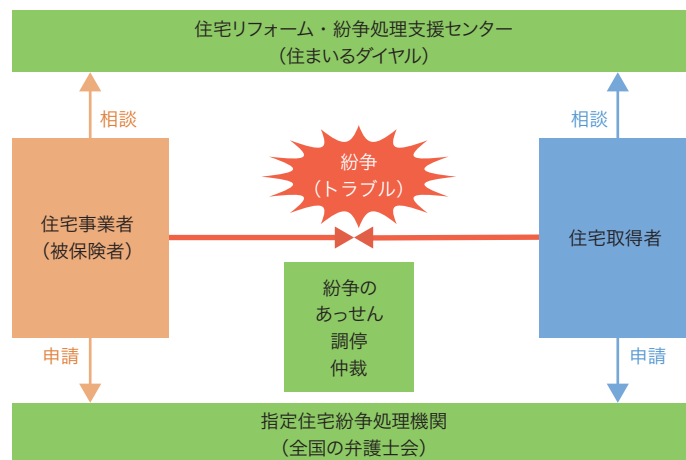 住宅リフォーム・紛争処理支援センター
（住まいるダイヤル）
相談
相談
紛争
（トラブル）
住宅事業者
（被保険者）
住宅取得者
紛争の
あっせん
調停
仲裁
申請
申請
指定住宅紛争処理機関
（全国の弁護士会）